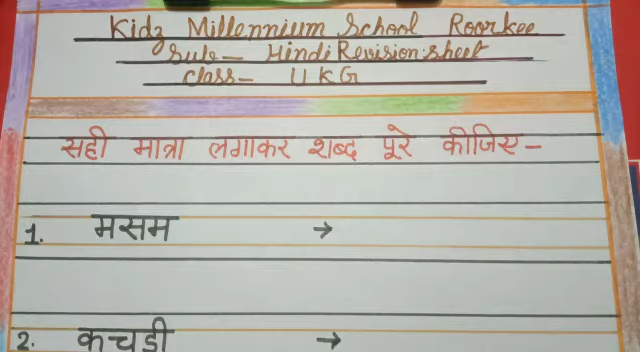 Kidz Millennium School Roorkee
Sub- Hindi Revision sheet
Class- UKG
सही मात्रा लगाकर शब्द पूरे कीजिए-
1. मसम →
2. कचडी →